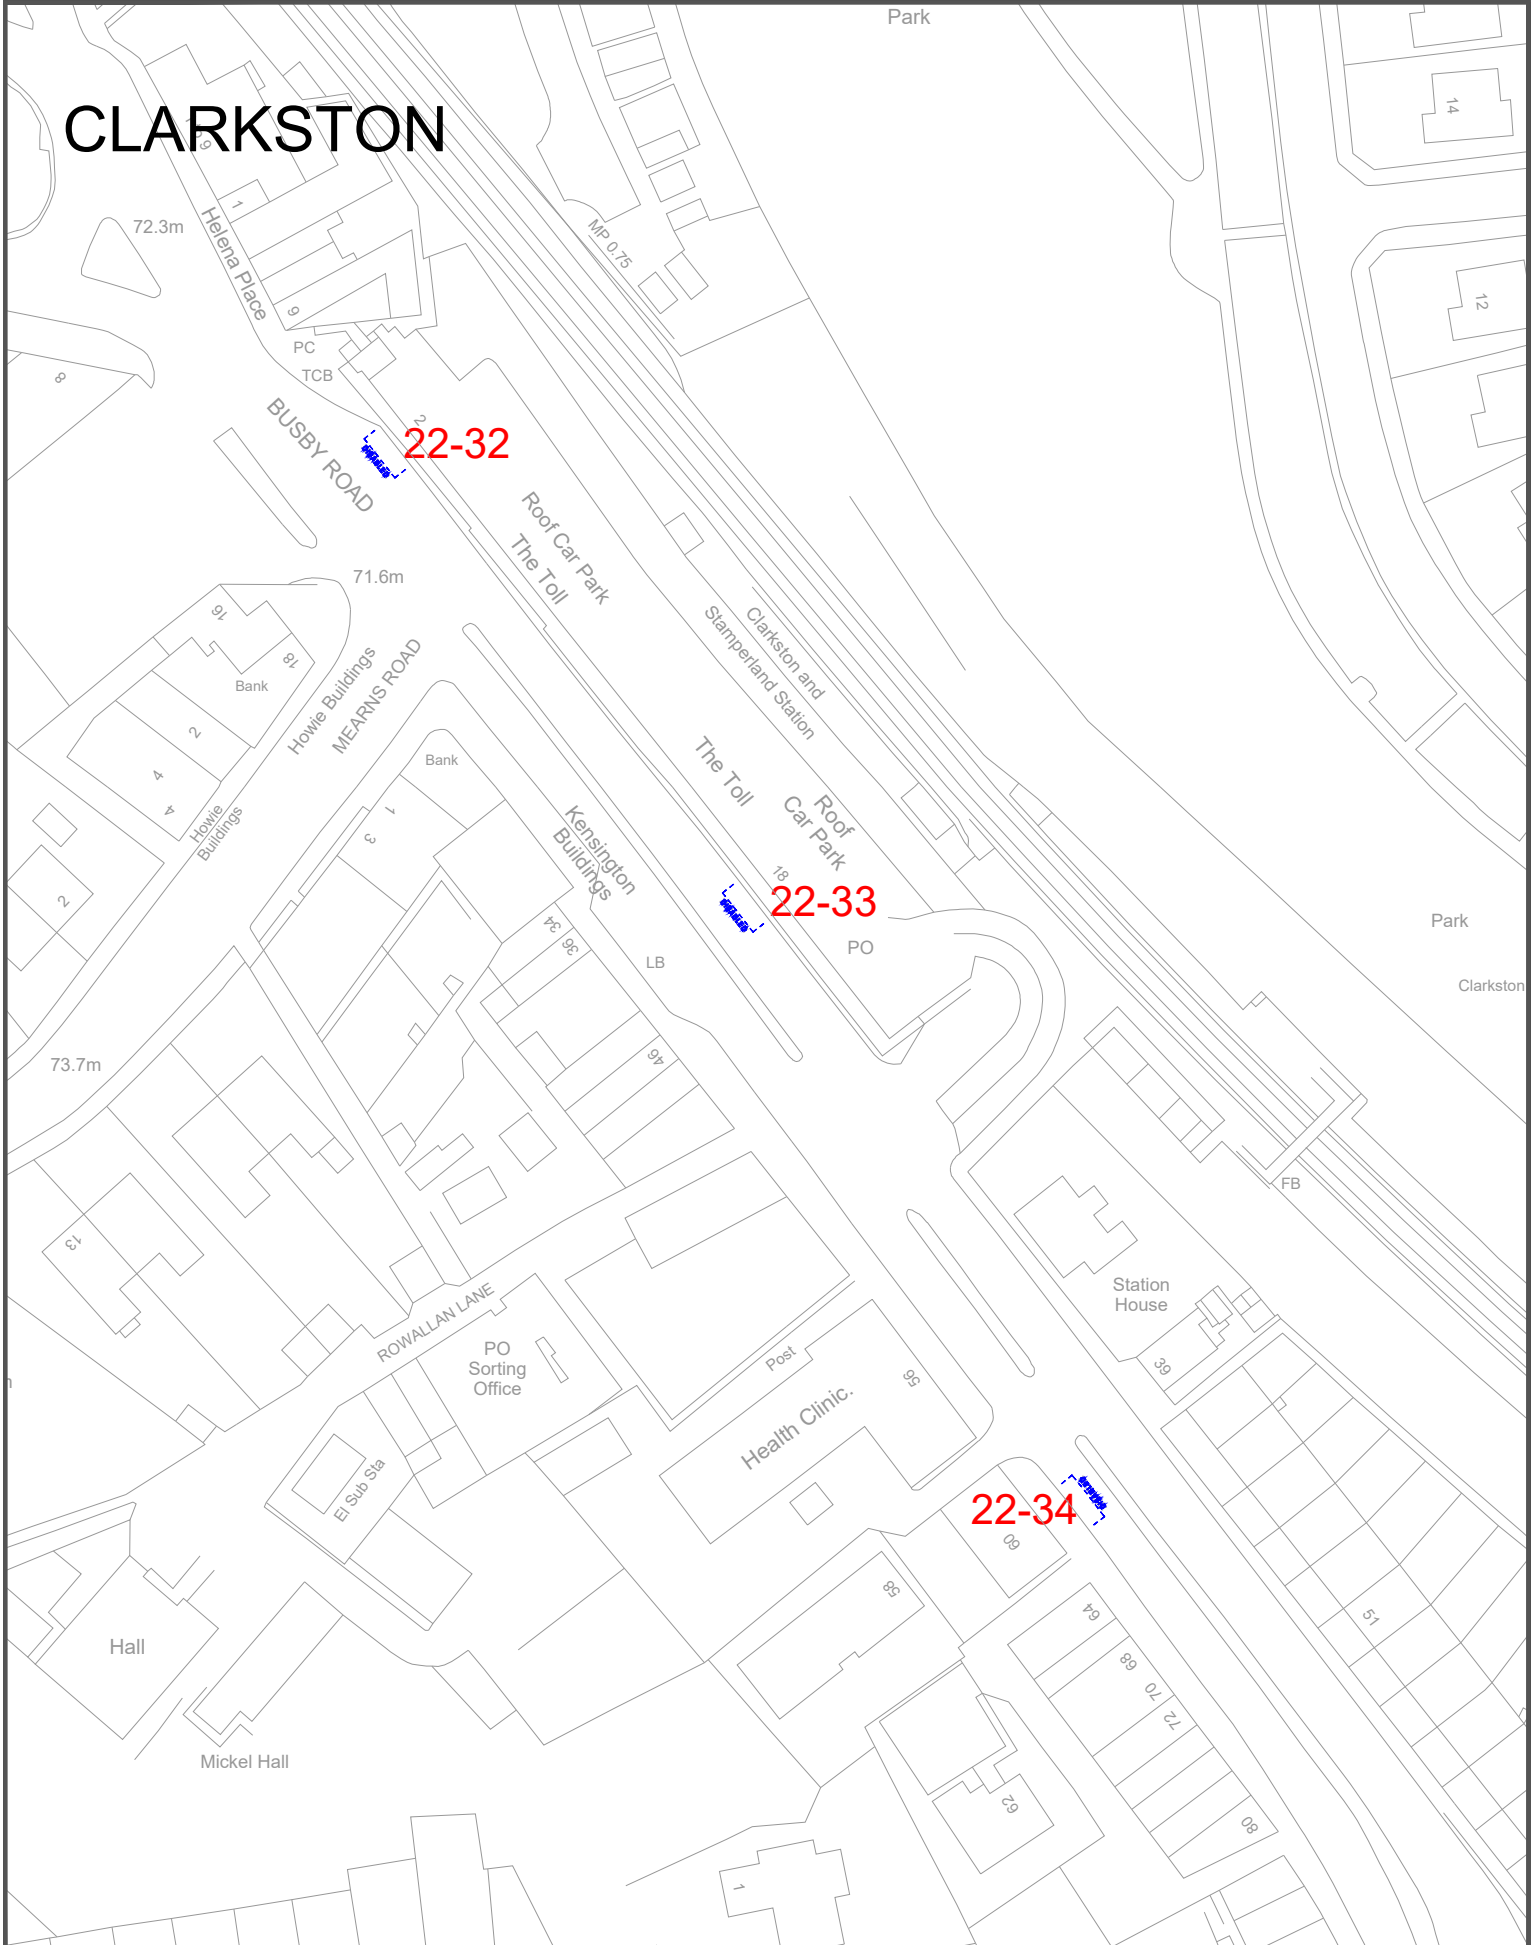 Park
CLARKSTON
14
1
72.3m
Helena Place
MP 0.75
12
9
PC
TCB
8
2
BUSBY ROAD
22-32
Roof Car Park
The Toll
71.6m
16
18
Bank
Howie Buildings
MEARNS ROAD
Clarkston and
Stamperland Station
2
4
4
Howie
Buildings
Bank
1
3
The Toll
Roof
Car Park
Kensington
Buildings
18
22-33
2
34
36
PO
LB
Park
Clarkston
73.7m
46
FB
13
Station
House
ROWALLAN LANE
PO
Sorting
Office
Post
56
39
Health Clinic.
El Sub Sta
22-34
60
58
64
51
Hall
68
70
72
Mickel Hall
62
80
1